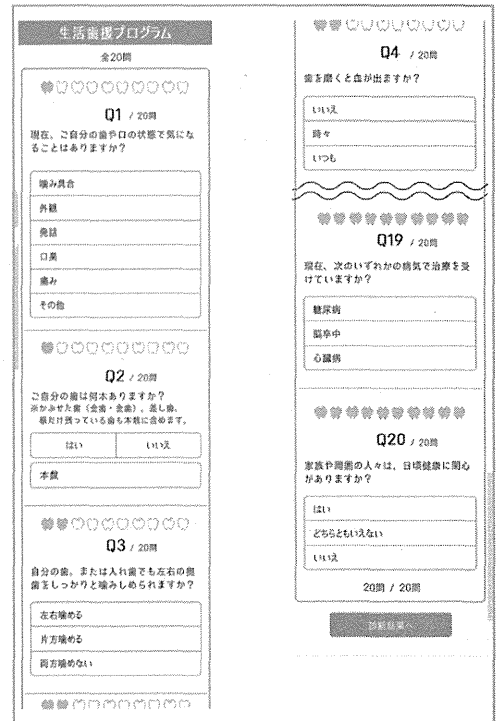 生活歯援プログラム
全20問
Q1 / 20問
現在、ご自分の歯や口の状態で気にな
ることはありますか？
噛み具合
外観
発話
口臭
痛み
その他
Q2 / 20問
ご自分の歯は何本ありますか？
※かぶせた歯（金歯・金歯）、差し歯、
根だけ残っている歯も本数に含めます。
はい
いいえ
本数
Q3 / 20問
自分の歯、または入れ歯でも左右の奥
歯をしっかりと噛みしめられますか？
左右噛める
片方噛める
両方噛めない
Q4 / 20問
歯を磨くと血が出ますか？
いいえ
時々
いつも
Q19 / 20問
現在、次のいずれかの病気で治療を受
けていますか？
糖尿病
脳卒中
心臓病
Q20 / 20問
家族や周囲の人々は、日頃健康に関心
がありますか？
はい
どちらともいえない
いいえ
20問 / 20問
診断結果へ